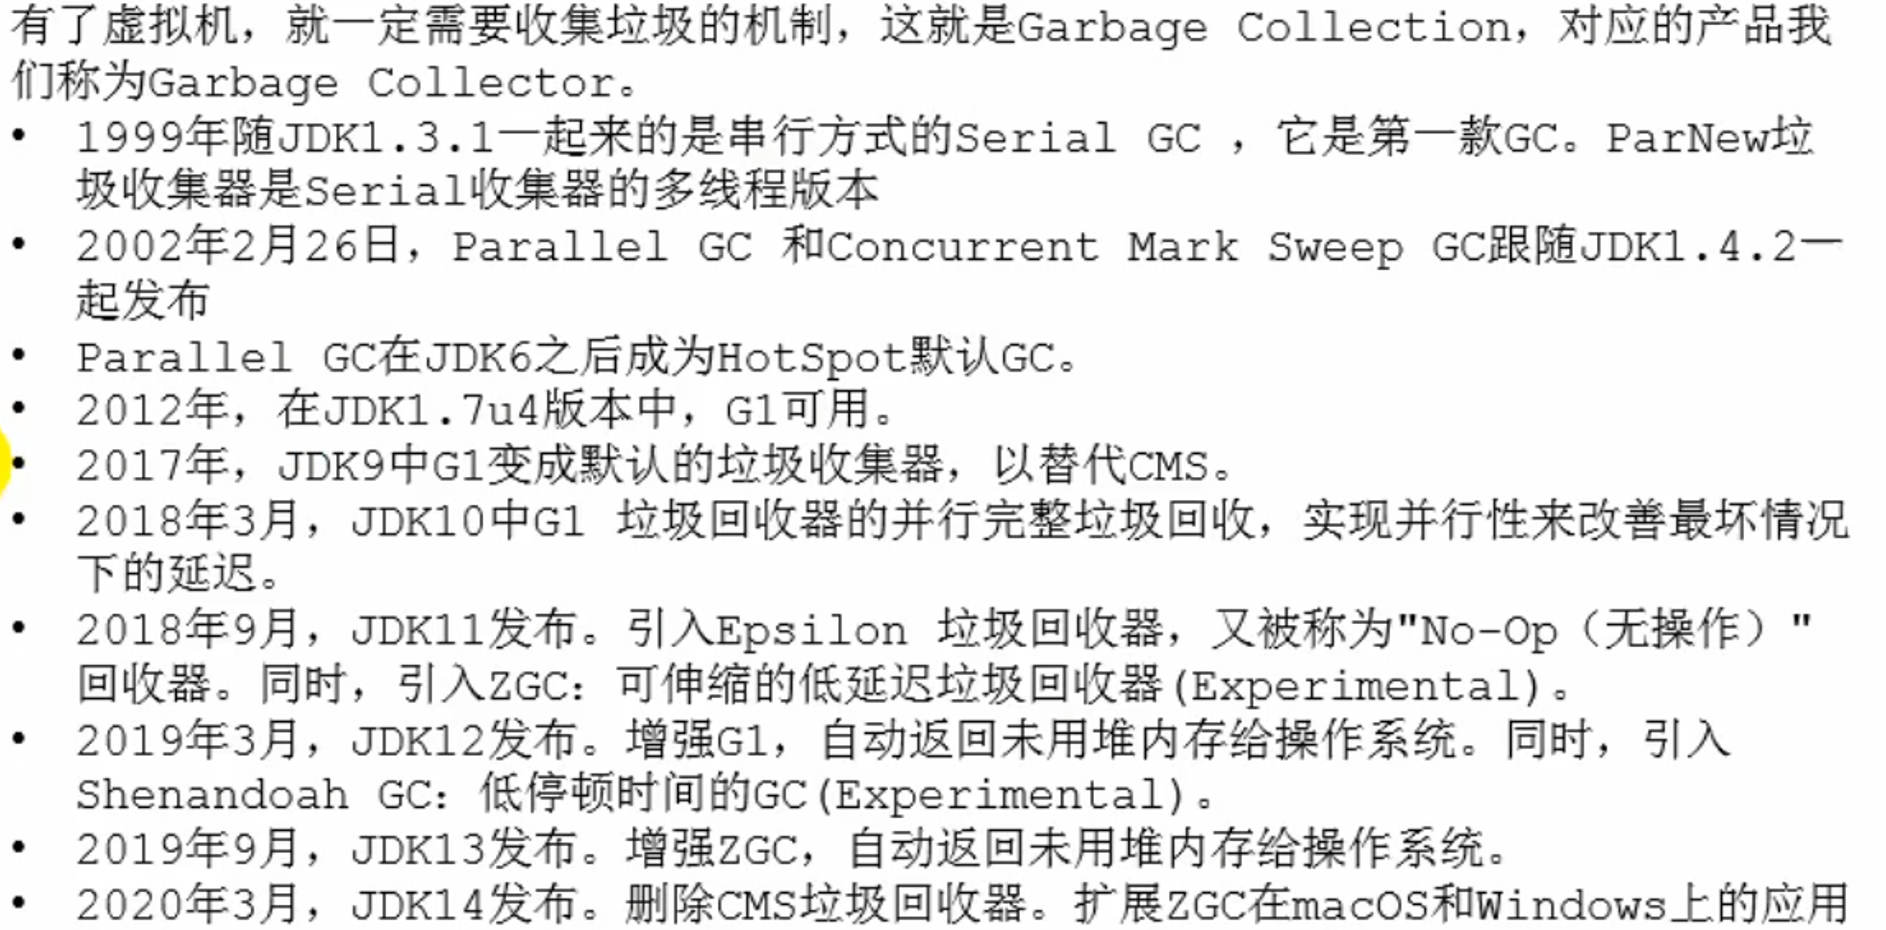 有了虚拟机，就一定需要收集垃圾的机制，这就是Garbage Collection，对应的产品我
们称为Garbage Collector。
• 1999年随JDK1.3.1一起来的是串行方式的Serial GC ，它是第一款GC。ParNew垃
圾收集器是Serial收集器的多线程版本
• 2002年2月26日，Parallel GC 和Concurrent Mark Sweep GC跟随JDK1.4.2一
起发布
• Parallel GC在JDK6之后成为HotSpot默认GC。
• 2012年，在JDK1.7u4版本中，G1可用。
• 2017年，JDK9中G1变成默认的垃圾收集器，以替代CMS。
• 2018年3月，JDK10中G1 垃圾回收器的并行完整垃圾回收，实现并行性来改善最坏情况
下的延迟。
• 2018年9月，JDK11发布。引入Epsilon 垃圾回收器，又被称为"No-Op（无操作）"
回收器。同时，引入ZGC：可伸缩的低延迟垃圾回收器(Experimental)。
• 2019年3月，JDK12发布。增强G1，自动返回未用堆内存给操作系统。同时，引入
Shenandoah GC：低停顿时间的GC(Experimental)。
• 2019年9月，JDK13发布。增强ZGC，自动返回未用堆内存给操作系统。
• 2020年3月，JDK14发布。删除CMS垃圾回收器。扩展ZGC在macOS和Windows上的应用